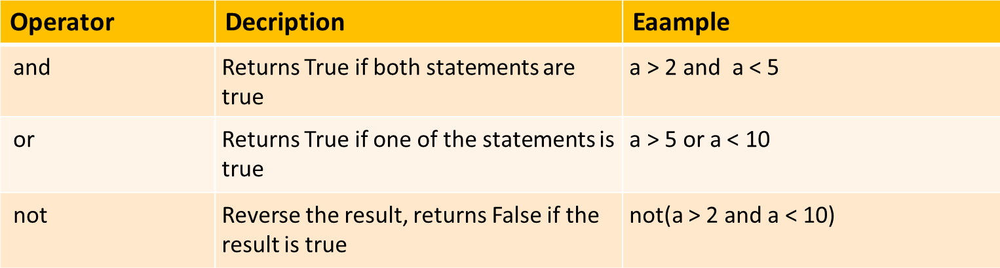 Operator Decription Eaample
and Returns True if both statements are a > 2 and  a < 5
true
or Returns True if one of the statements is a > 5 or a < 10
true
not Reverse the result, returns False if the not(a > 2 and a < 10)
result is true